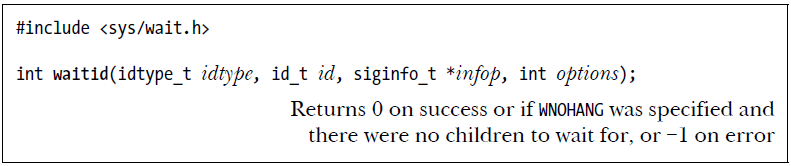 #include <sys/wait.h>
int waitid(idtype_t idtype, id_t id, siginfo_t *infop, int options);
Returns 0 on success or if WNOHANG was specified and
there were no children to wait for, or −1 on error